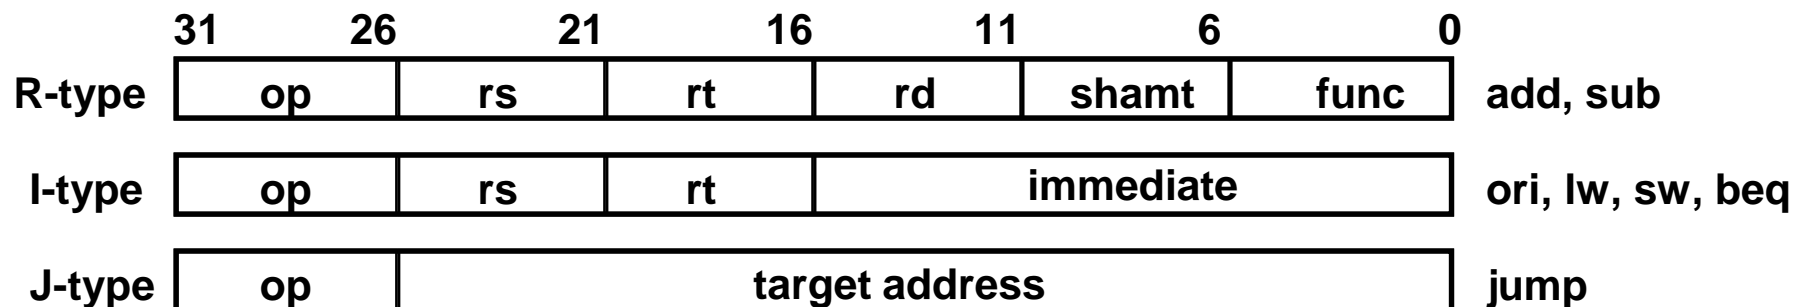 31 26 21 16 11 6 0
R-type op rs rt rd shamt func add, sub
I-type op rs rt immediate ori, lw, sw, beq
J-type op target address jump